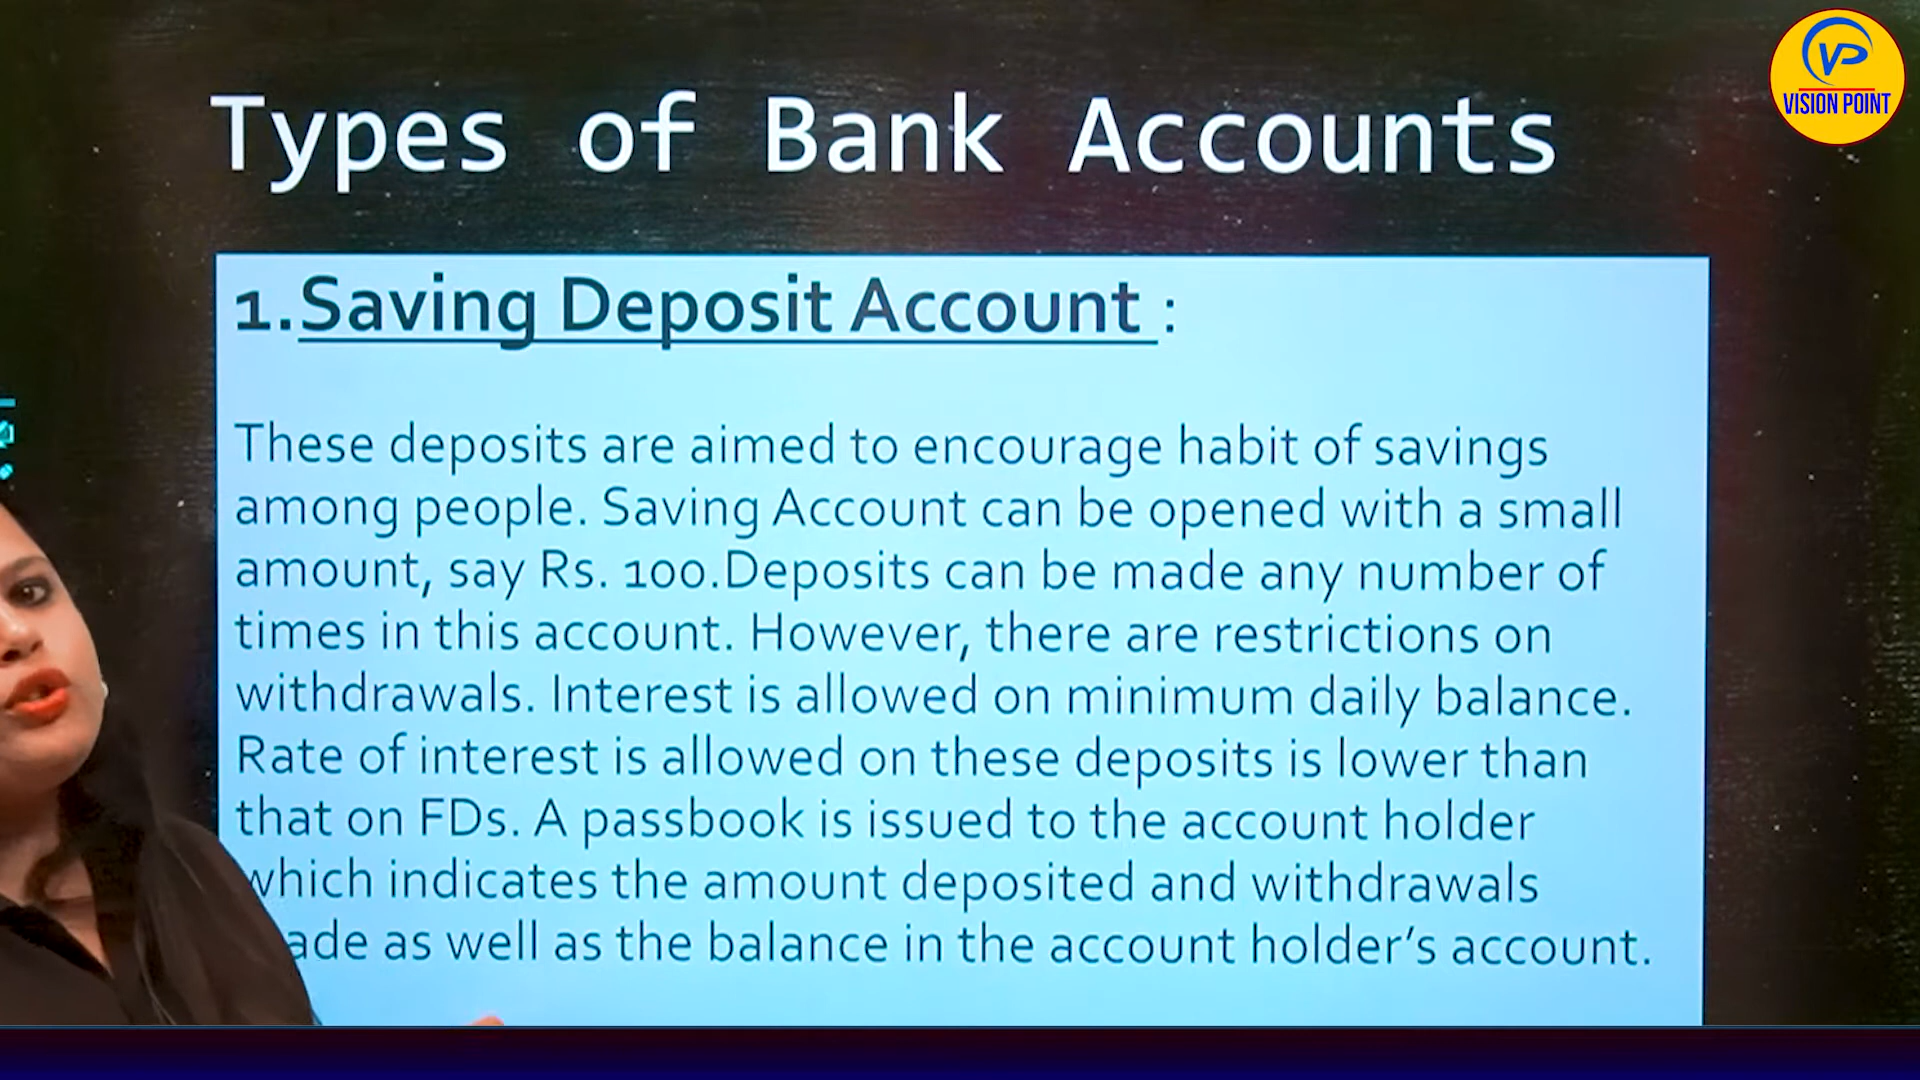 VP
VISION POINT
Types of Bank Accounts
1.Saving Deposit Account :
These deposits are aimed to encourage habit of savings
among people. Saving Account can be opened with a small
amount, say Rs. 100.Deposits can be made any number of
times in this account. However, there are restrictions on
withdrawals. Interest is allowed on minimum daily balance.
Rate of interest is allowed on these deposits is lower than
that on FDs. A passbook is issued to the account holder
which indicates the amount deposited and withdrawals
as well as the balance in the account holder's account.